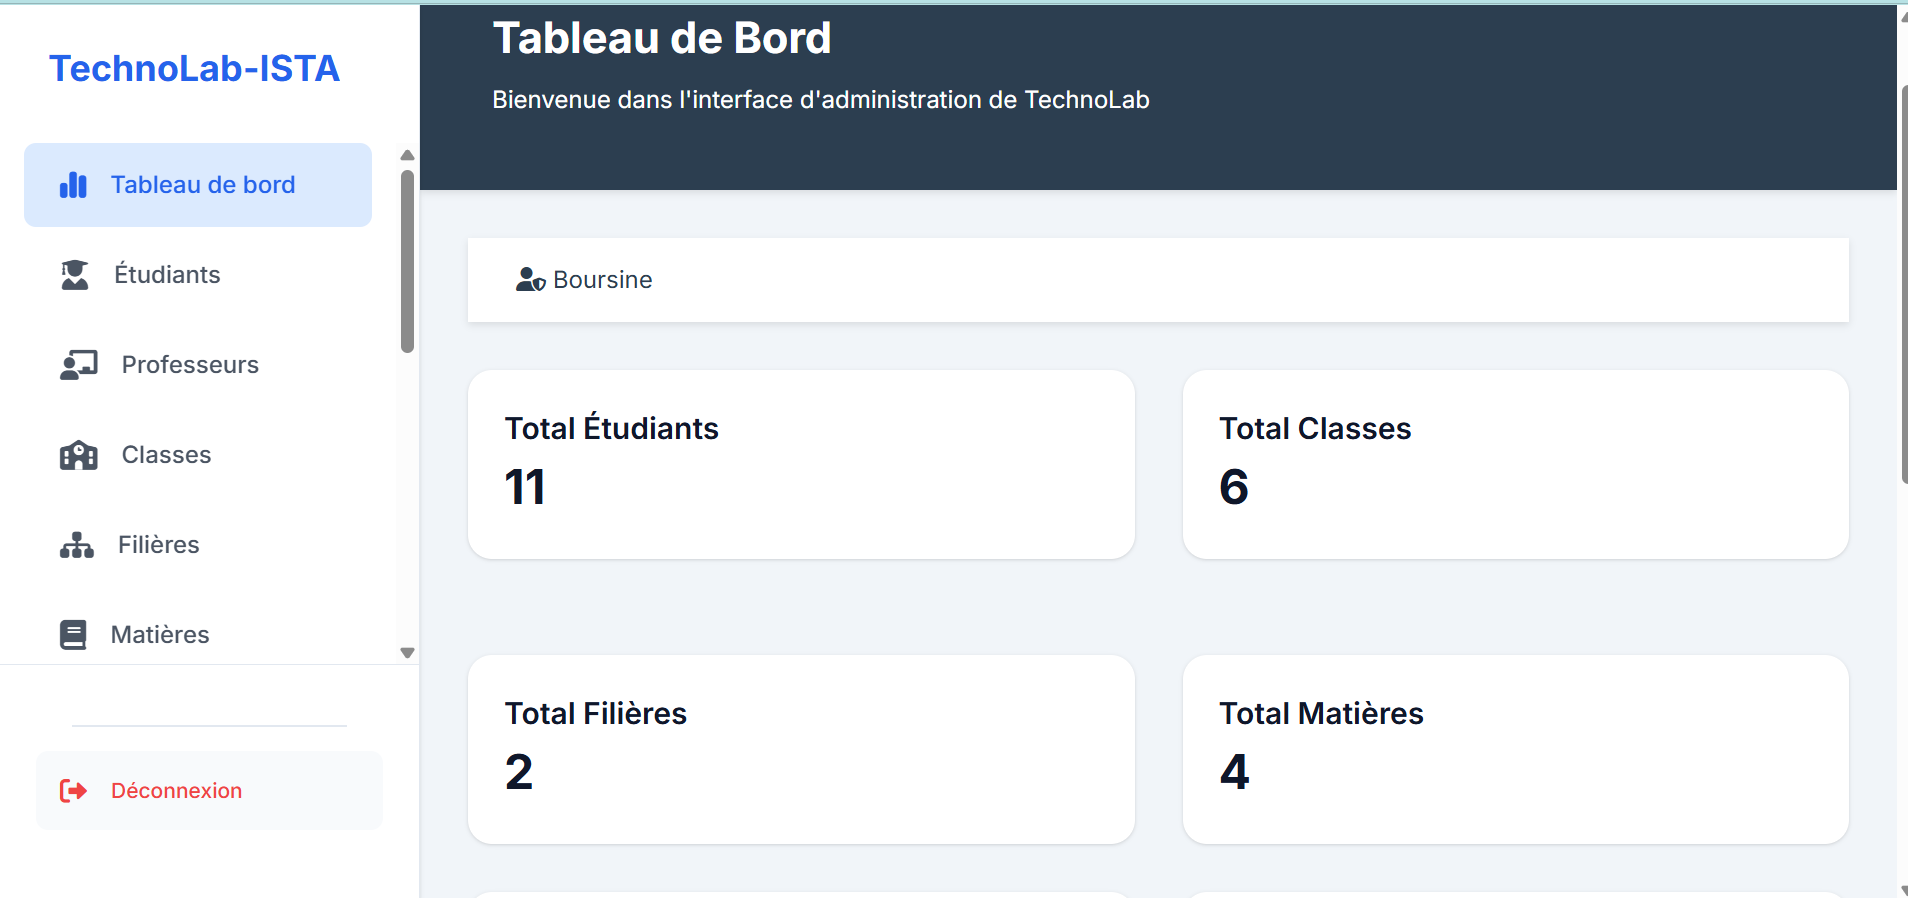 TechnoLab-ISTA
Tableau de bord
Étudiants
Professeurs
Classes
Filières
Matières
Déconnexion
Tableau de Bord
Bienvenue dans l'interface d'administration de TechnoLab
Boursine
Total Étudiants
11
Total Classes
6
Total Filières
2
Total Matières
4